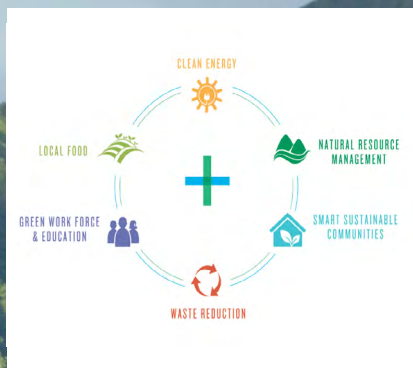 CLEAN ENERGY
LOCAL FOOD
NATURAL RESOURCE
MANAGEMENT
GREEN WORK FORCE
& EDUCATION
SMART SUSTAINABLE
COMMUNITIES
WASTE REDUCTION